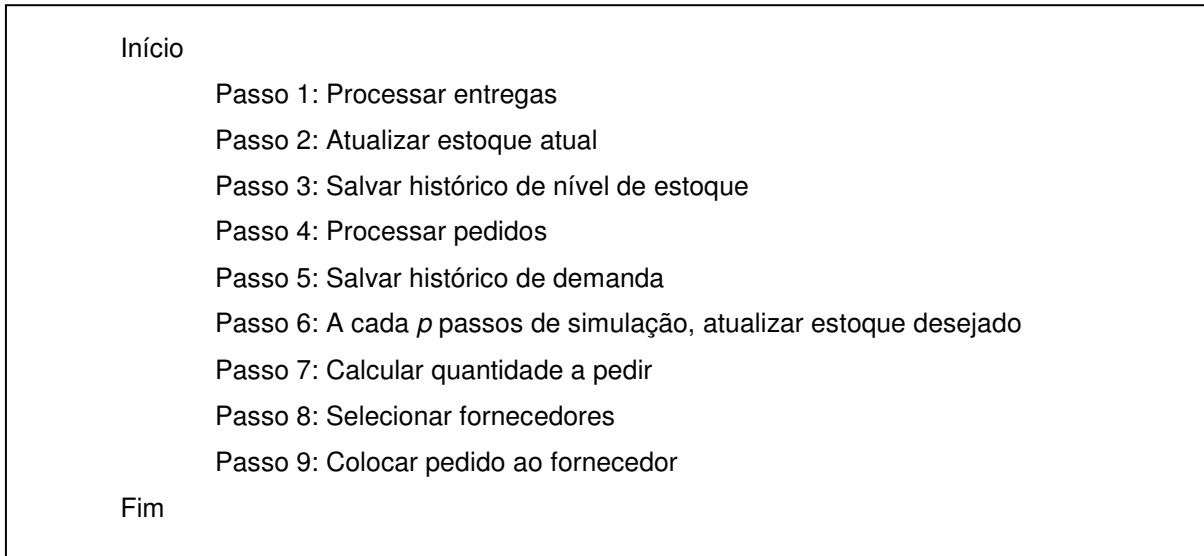 Início
Passo 1: Processar entregas
Passo 2: Atualizar estoque atual
Passo 3: Salvar histórico de nível de estoque
Passo 4: Processar pedidos
Passo 5: Salvar histórico de demanda
Passo 6: A cada p passos de simulação, atualizar estoque desejado
Passo 7: Calcular quantidade a pedir
Passo 8: Selecionar fornecedores
Passo 9: Colocar pedido ao fornecedor
Fim